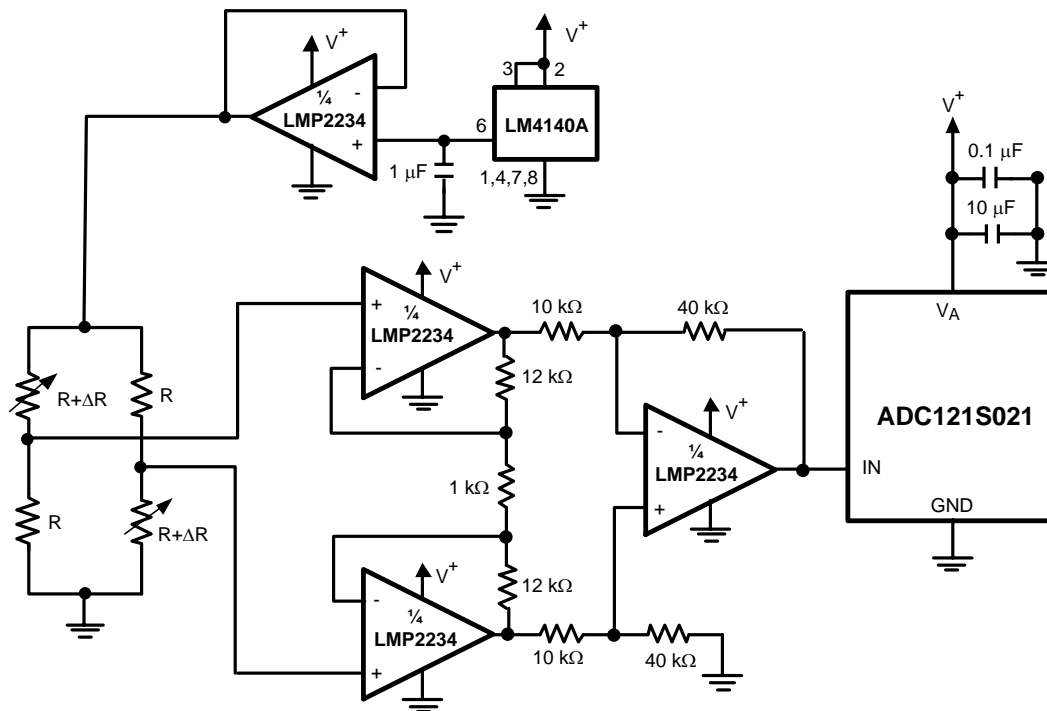 V+
¼
LMP2234
-
+
V+
3
2
6
LM4140A
1 µF
1,4,7,8
V+
0.1 µF
10 µF
VA
ADC121S021
IN
GND
R+ΔR
R
R
R+ΔR
V+
+
¼
LMP2234
-
10 kΩ
40 kΩ
12 kΩ
1 kΩ
V+
-
¼
LMP2234
+
12 kΩ
V+
-
¼
LMP2234
+
10 kΩ
40 kΩ